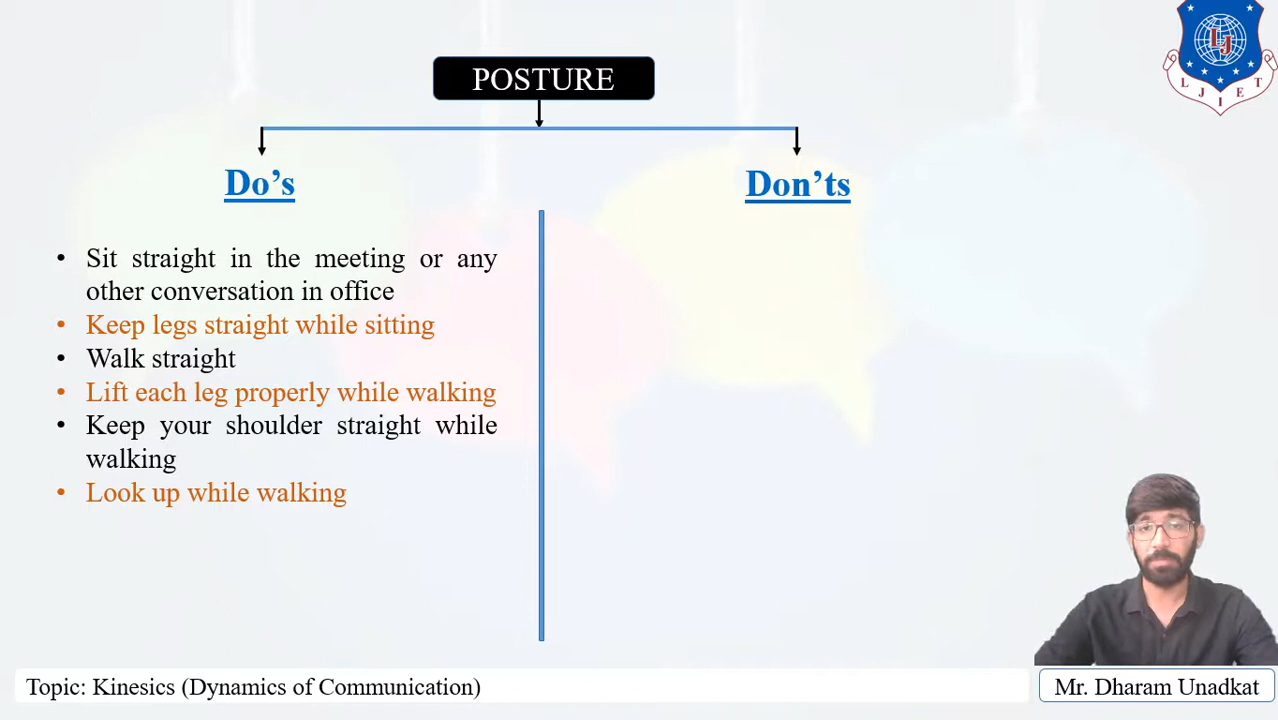 POSTURE
Do’s
Don’ts
• Sit straight in the meeting or any
other conversation in office
• Keep legs straight while sitting
• Walk straight
• Lift each leg properly while walking
• Keep your shoulder straight while
walking
• Look up while walking
LJ
LJIET
Topic: Kinesics (Dynamics of Communication)
Mr. Dharam Unadkat